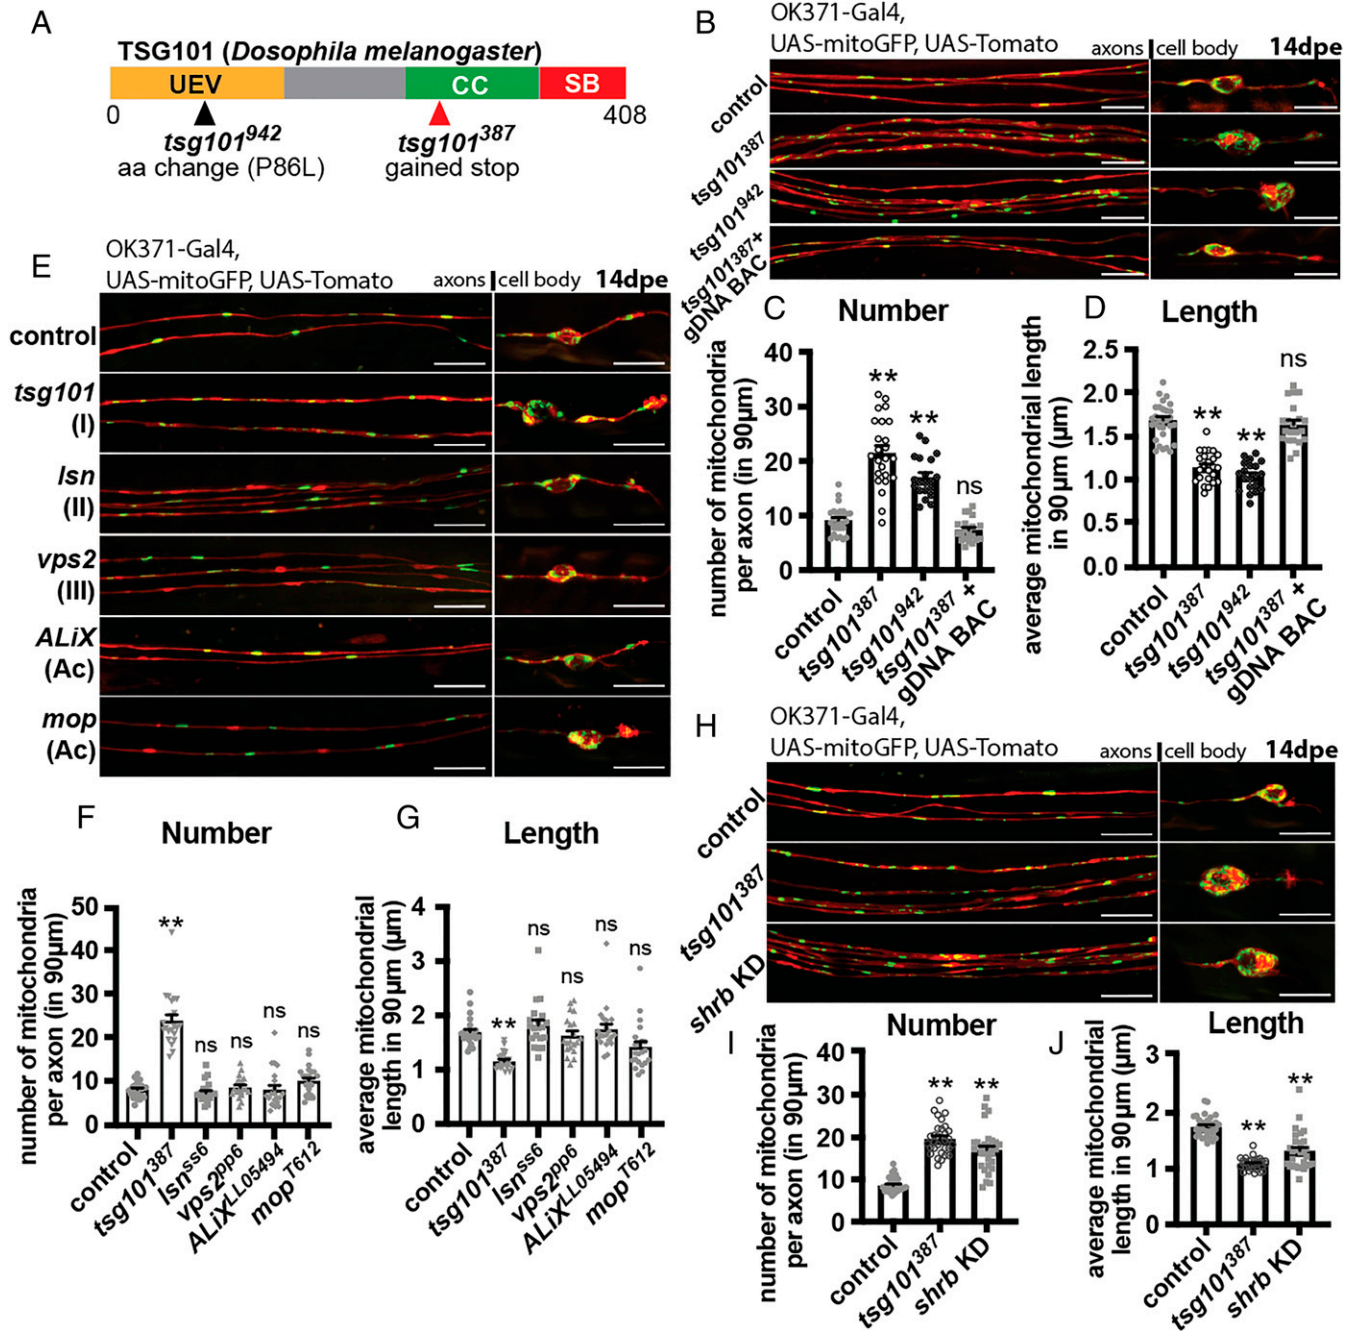 A
TSG101 (Dosophila melanogaster)
UEV
CC
SB
0
408
tsg101942
aa change (P86L)
tsg101387
gained stop
B
OK371-Gal4,
UAS-mitoGFP, UAS-Tomato
axons
cell body
14dpe
control
tsg101387
tsg101942
tsg101387+
gDNA BAC
C
Number
number of mitochondria
per axon (in 90μm)
40
30
20
10
0
**
**
ns
control
tsg101387
tsg101942
tsg101387 +
gDNA BAC
D
Length
average mitochondrial length
in 90 μm (μm)
2.5
2.0
1.5
1.0
0.5
0.0
**
**
ns
control
tsg101387
tsg101942
tsg101387 +
gDNA BAC
E
OK371-Gal4,
UAS-mitoGFP, UAS-Tomato
axons
cell body
14dpe
control
tsg101
(I)
lsn
(II)
vps2
(III)
ALiX
(Ac)
mop
(Ac)
F
Number
number of mitochondria
per axon (in 90μm)
50
40
30
20
10
0
**
ns
ns
ns
ns
control
tsg101387
lsnss6
vps2pp6
ALiXLL05494
mopT612
G
Length
average mitochondrial
length in 90μm (μm)
4
3
2
1
0
**
ns
ns
ns
ns
control
tsg101387
lsnss6
vps2pp6
ALiXLL05494
mopT612
H
OK371-Gal4,
UAS-mitoGFP, UAS-Tomato
axons
cell body
14dpe
control
tsg101387
shrb KD
I
Number
number of mitochondria
per axon (in 90μm)
40
30
20
10
0
**
**
control
tsg101387
shrb KD
J
Length
average mitochondrial
length in 90μm (μm)
3
2
1
0
**
**
control
tsg101387
shrb KD